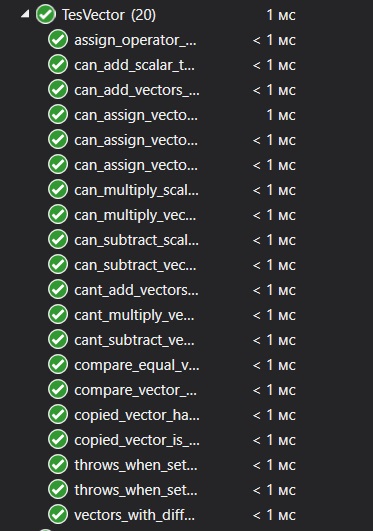 TesVector (20) 1 мс
assign_operator_... < 1 мс
can_add_scalar_t... < 1 мс
can_add_vectors_... < 1 мс
can_assign_vecto... 1 мс
can_assign_vecto... < 1 мс
can_assign_vecto... < 1 мс
can_multiply_scal... < 1 мс
can_multiply_vec... < 1 мс
can_subtract_scal... < 1 мс
can_subtract_vec... < 1 мс
cant_add_vectors... < 1 мс
cant_multiply_ve... < 1 мс
cant_subtract_ve... < 1 мс
compare_equal_v... < 1 мс
compare_vector_... < 1 мс
copied_vector_ha... < 1 мс
copied_vector_is_... < 1 мс
throws_when_set... < 1 мс
throws_when_set... < 1 мс
vectors_with_diff... < 1 мс